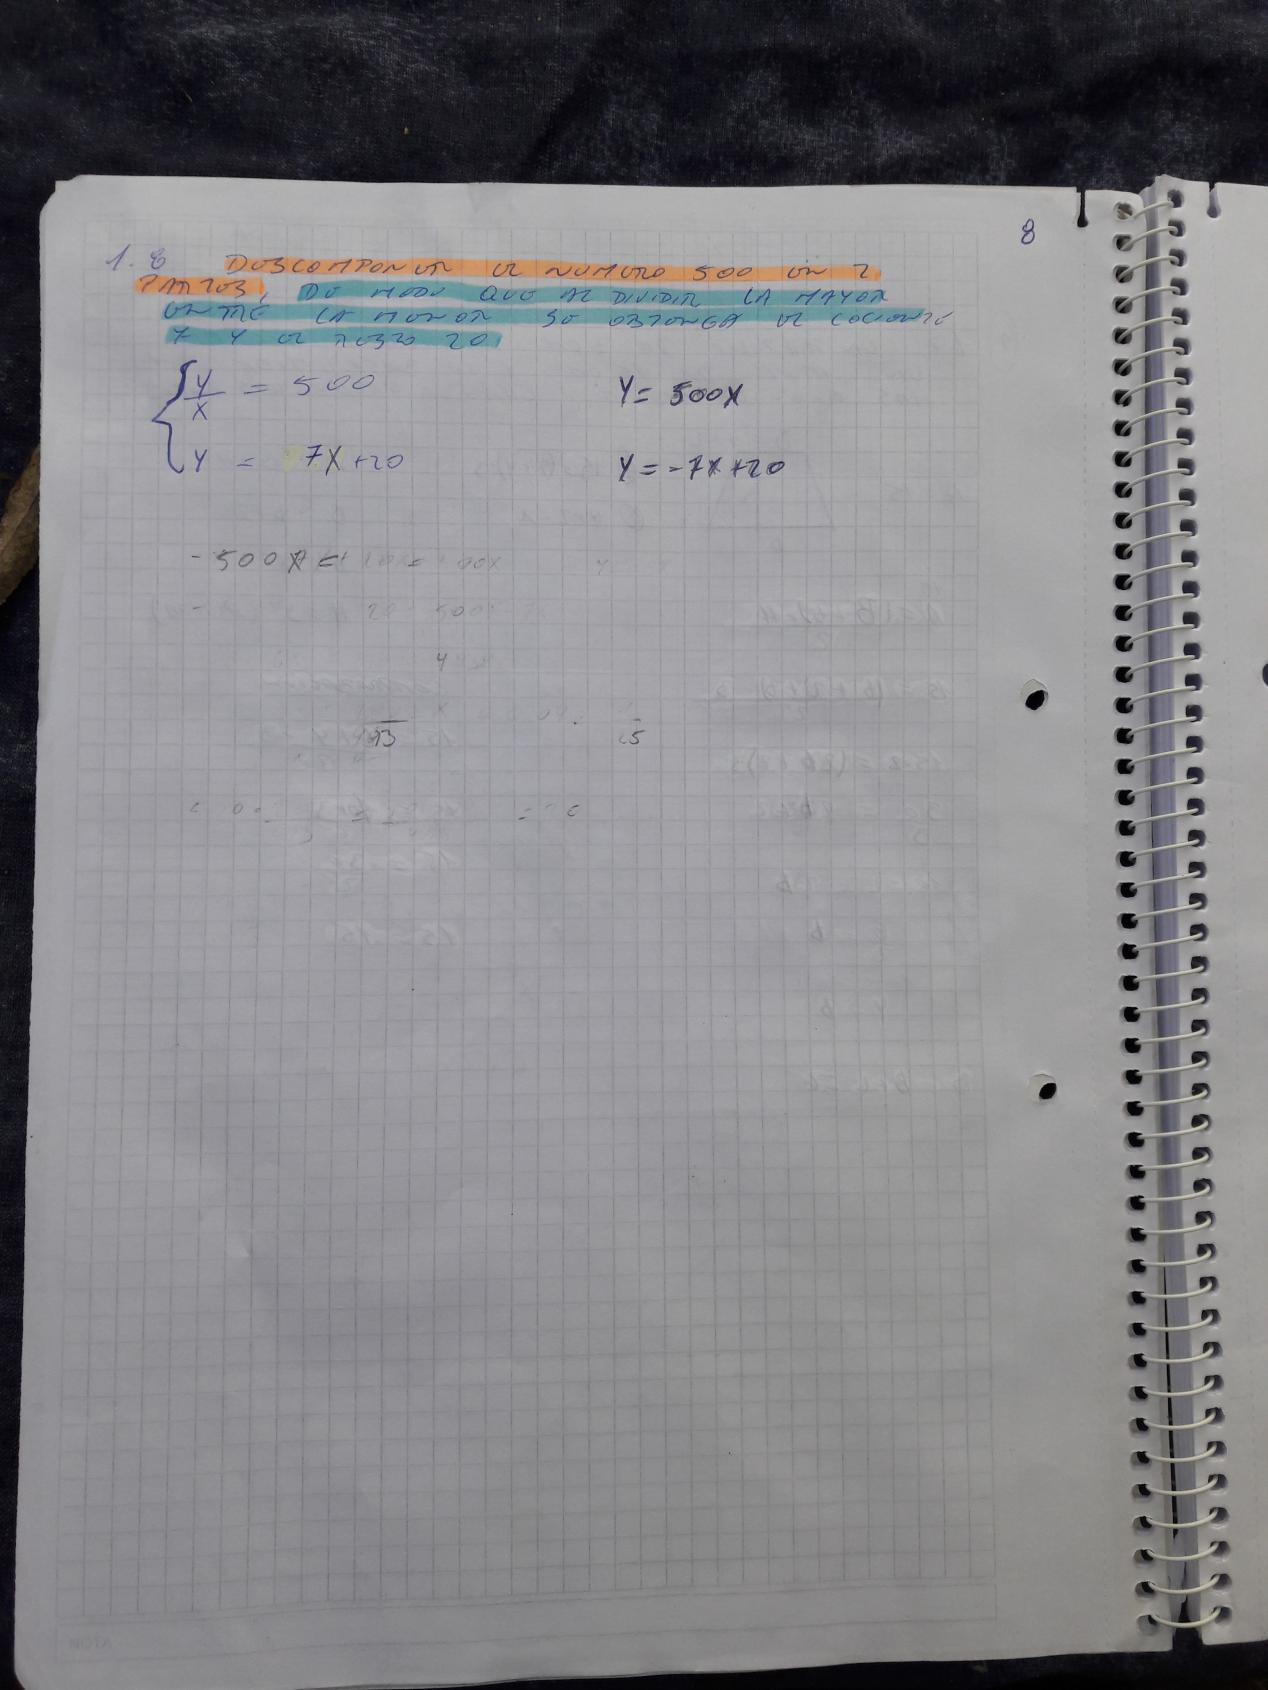 8
1.8 DESCOMPONER EL NUMERO 500 EN 2
PARTES, DE MODO QUE AL DIVIDIR LA MAYOR
ENTRE LA MENOR SE OBTENGA EL COCIENTE
7 Y EL RESTO 20.
Y/X = 500 Y = 500X
Y = 7X+20 Y = -7X+20
-500X =